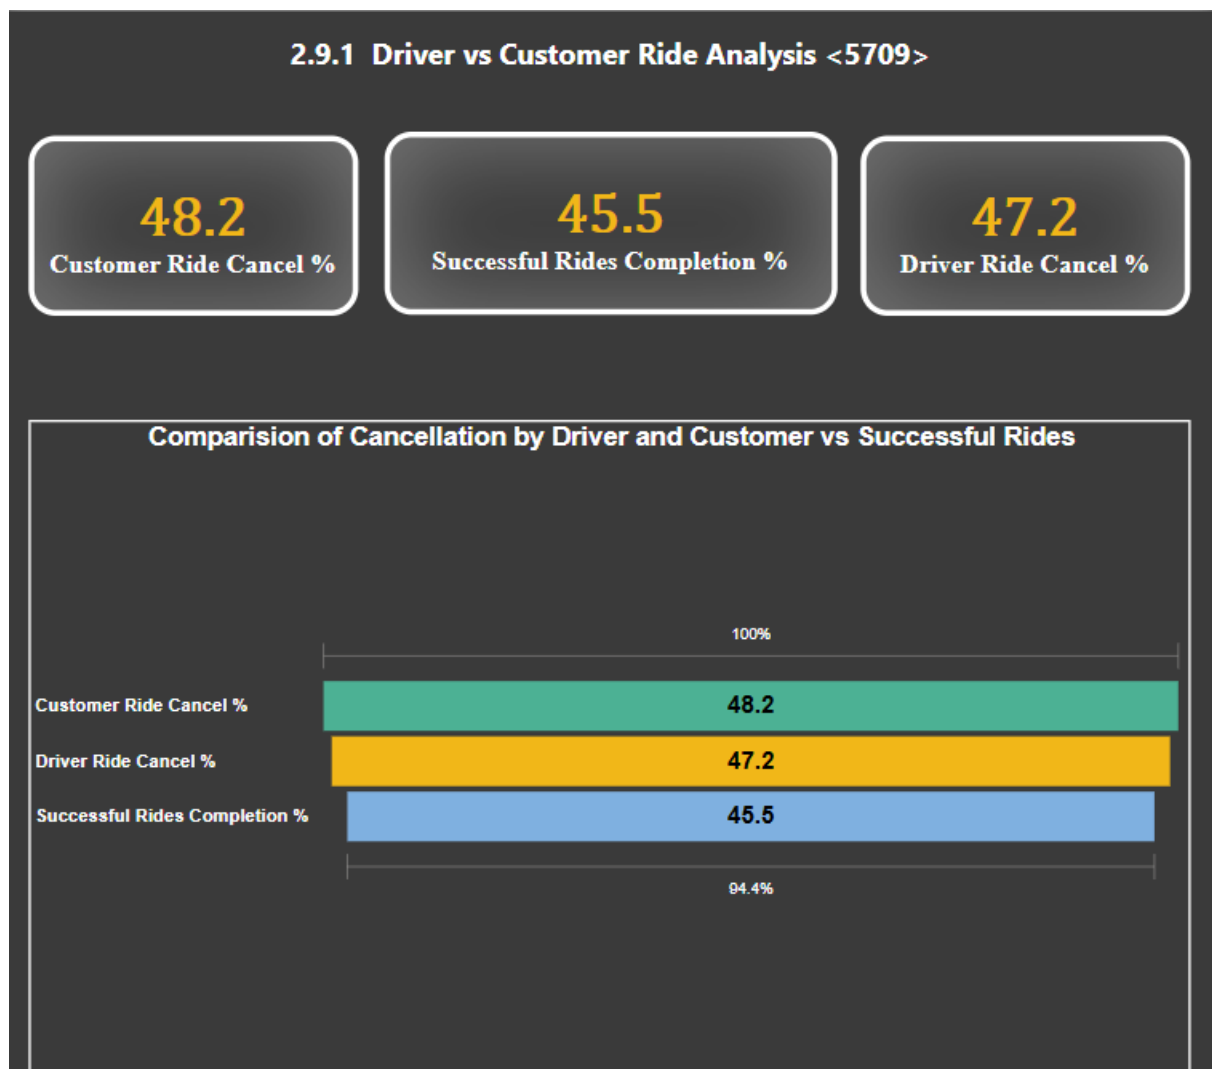 2.9.1 Driver vs Customer Ride Analysis <5709>
48.2
Customer Ride Cancel %
45.5
Successful Rides Completion %
47.2
Driver Ride Cancel %
Comparision of Cancellation by Driver and Customer vs Successful Rides
100%
Customer Ride Cancel % 48.2
Driver Ride Cancel % 47.2
Successful Rides Completion % 45.5
94.4%